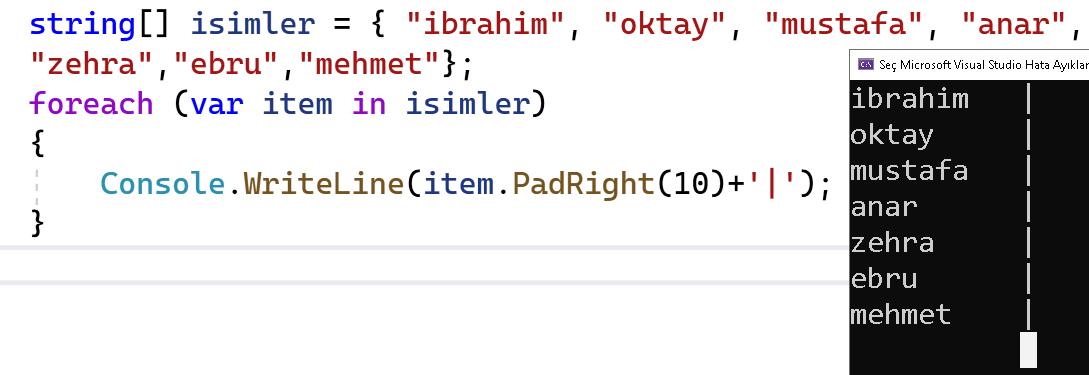 string[] isimler = { "ibrahim", "oktay", "mustafa", "anar",
"zehra","ebru","mehmet"};
foreach (var item in isimler)
{
    Console.WriteLine(item.PadRight(10)+'|');
}
Seç Microsoft Visual Studio Hata Ayıklar
ibrahim   |
oktay     |
mustafa   |
anar      |
zehra     |
ebru      |
mehmet    |